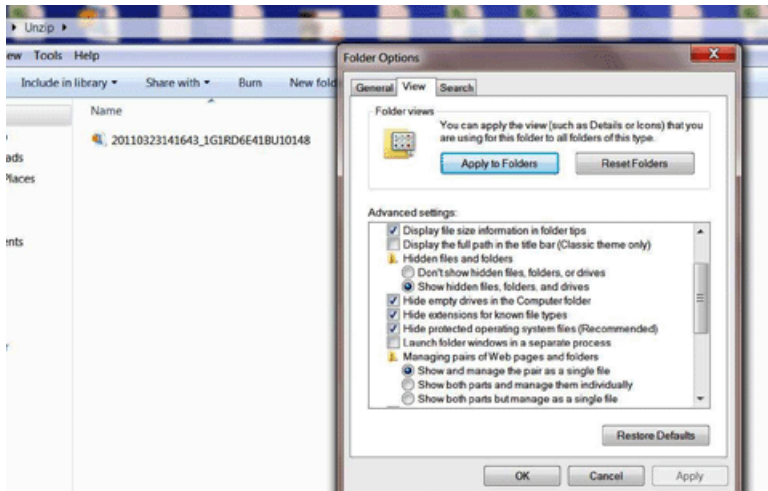 Unzip
ew Tools Help
Include in library Share with Burn New fold
Name
20110323141643_1G1RD6E41BU10148
ads
Places
ents
Folder Options
X
General View Search
Folder views
You can apply the view (such as Details or Icons) that you
are using for this folder to all folders of this type.
Apply to Folders Reset Folders
Advanced settings:
Display file size information in folder tips
Display the full path in the title bar (Classic theme only)
Hidden files and folders
Don't show hidden files, folders, or drives
Show hidden files, folders, and drives
Hide empty drives in the Computer folder
Hide extensions for known file types
Hide protected operating system files (Recommended)
Launch folder windows in a separate process
Managing pairs of Web pages and folders
Show and manage the pair as a single file
Show both parts and manage them individually
Show both parts but manage as a single file
Restore Defaults
OK Cancel Apply